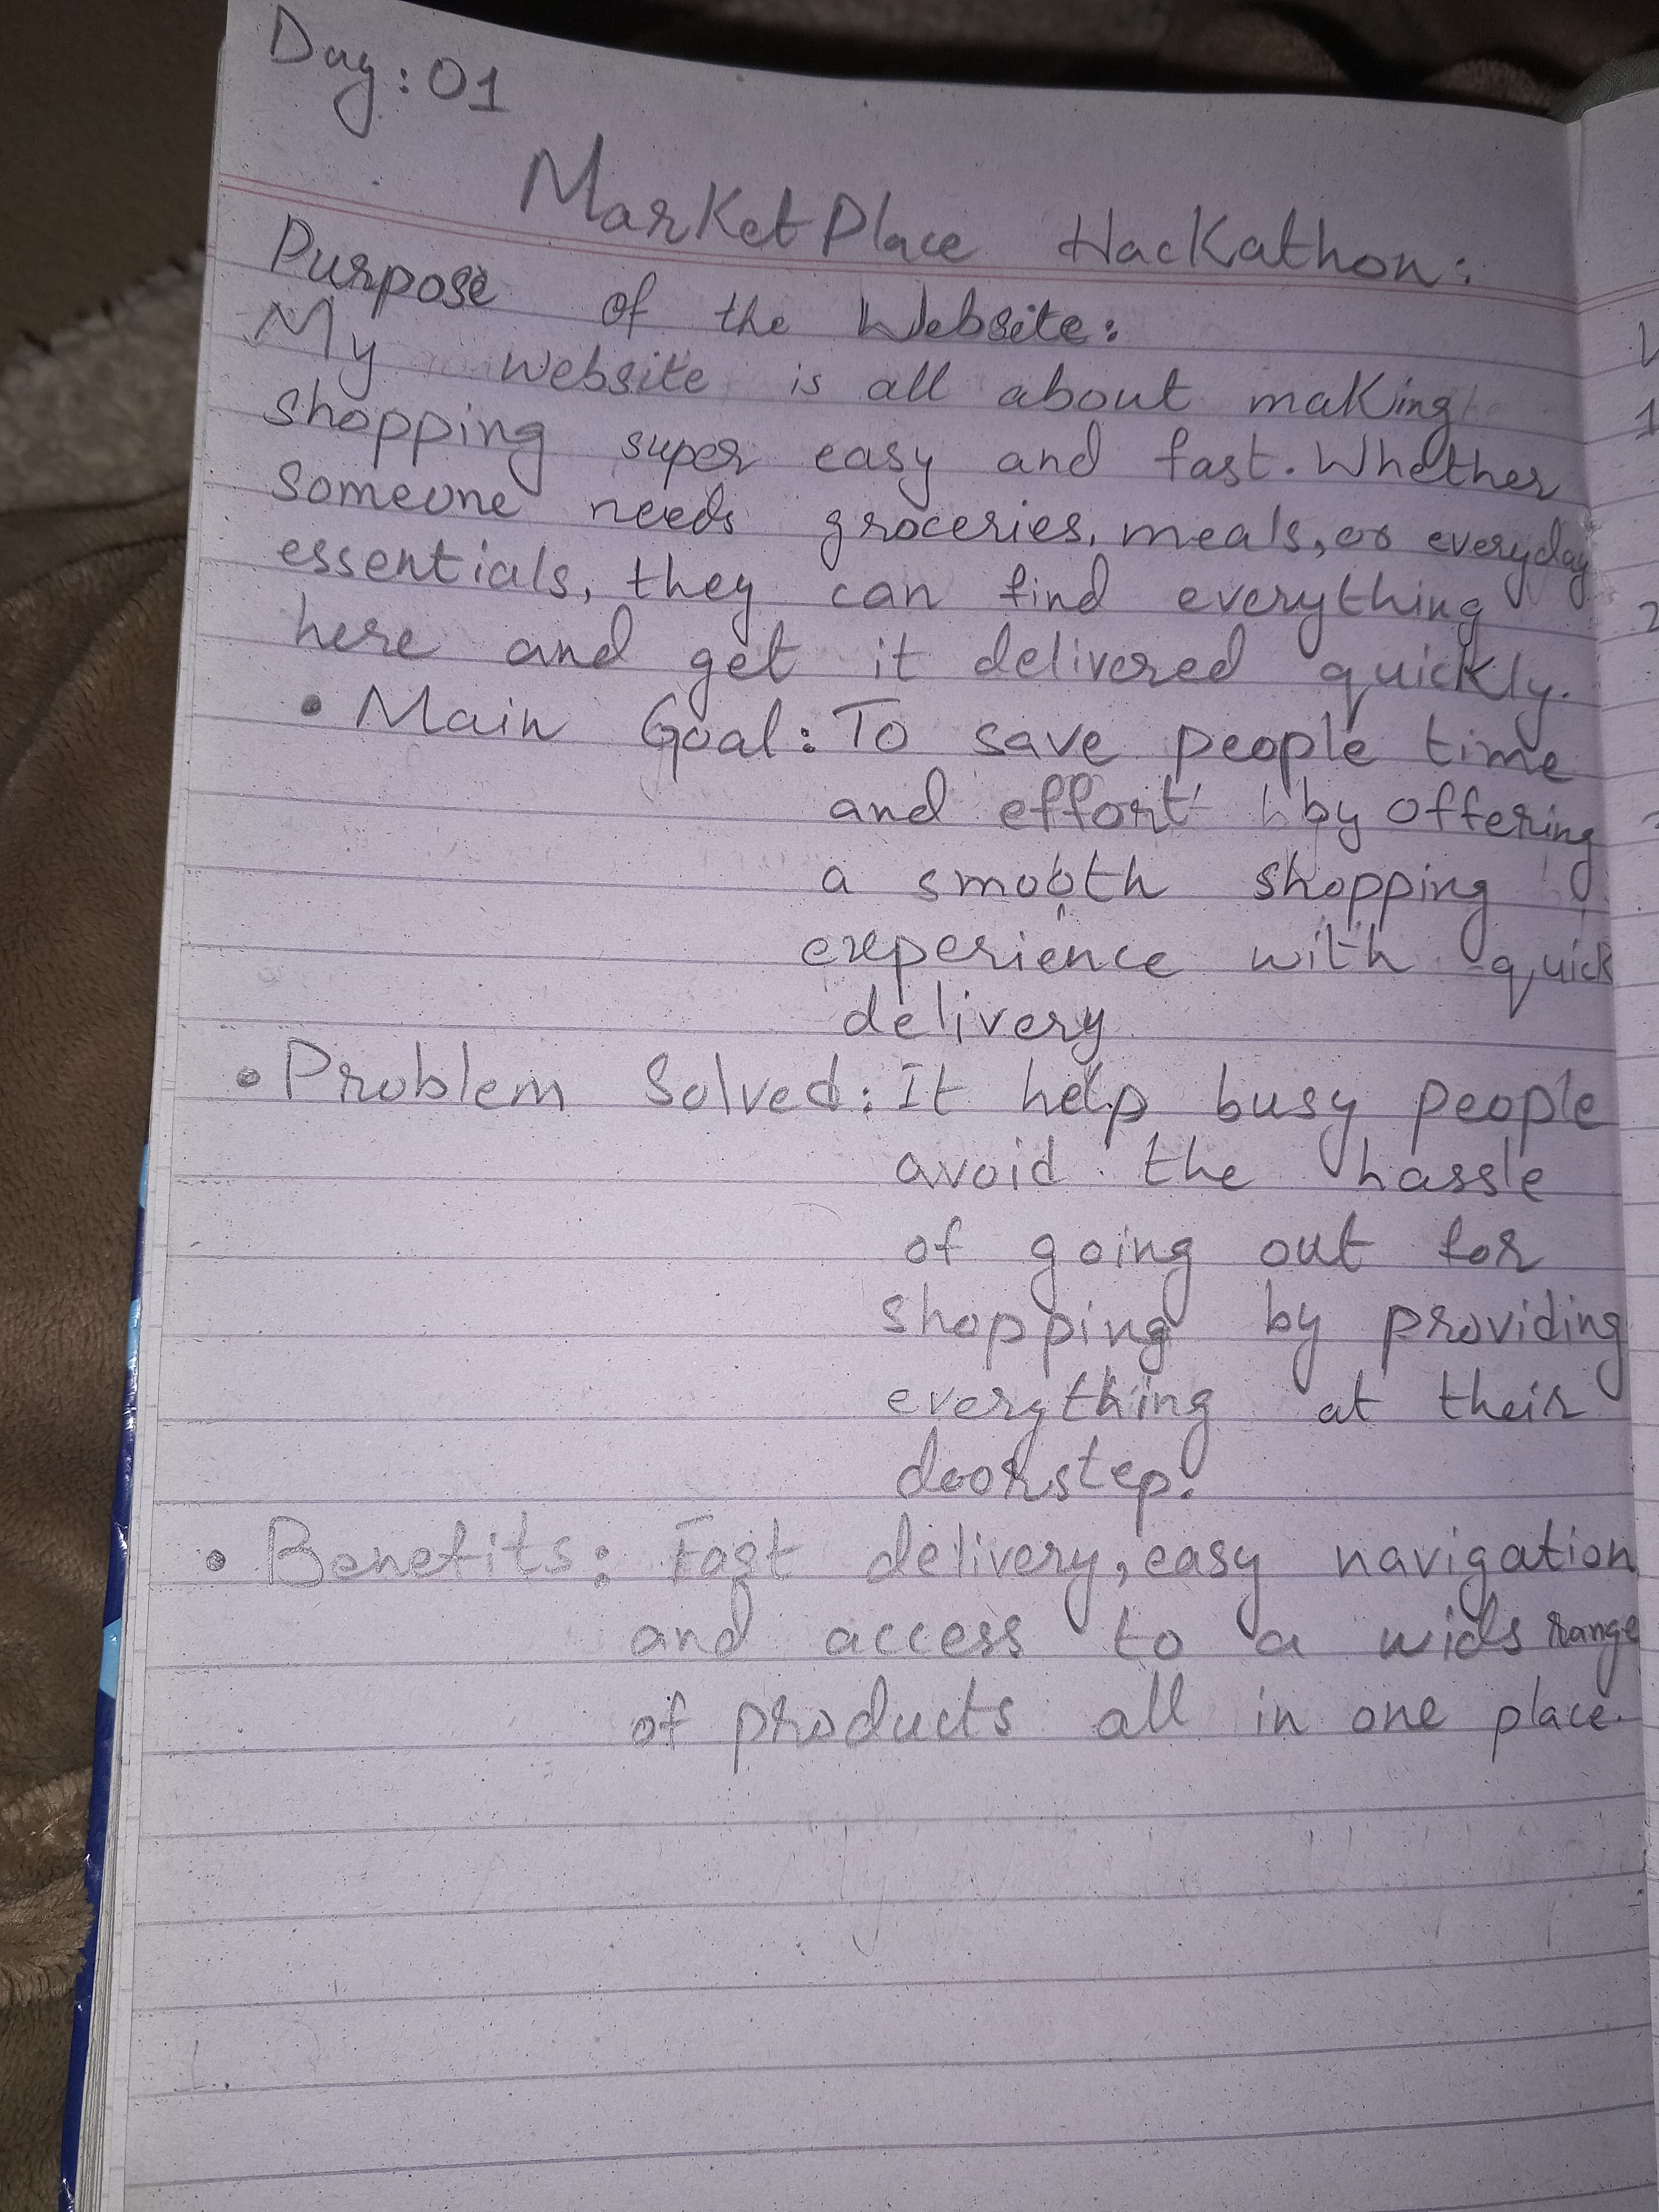 Day: 01
MarketPlace Hackathon:
Purpose of the Website:
My website is all about making
shopping super easy and fast. Whether
someone needs groceries, meals, or everyday
essentials, they can find everything
here and get it delivered quickly.
• Main Goal: To save people time
and effort by offering
a smooth shopping
experience with quick
delivery
• Problem Solved: It help busy people
avoid the hassle
of going out for
shopping by providing
everything at their
doorstep.
• Benefits: Fast delivery, easy navigation
and access to a wids range
of products all in one place.
1
2